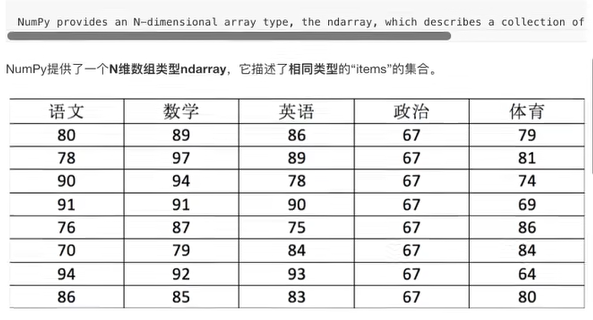 NumPy provides an N-dimensional array type, the ndarray, which describes a collection of
NumPy提供了一个N维数组类型ndarray，它描述了相同类型的“items”的集合。
语文 数学 英语 政治 体育
80 89 86 67 79
78 97 89 67 81
90 94 78 67 74
91 91 90 67 69
76 87 75 67 86
70 79 84 67 84
94 92 93 67 64
86 85 83 67 80